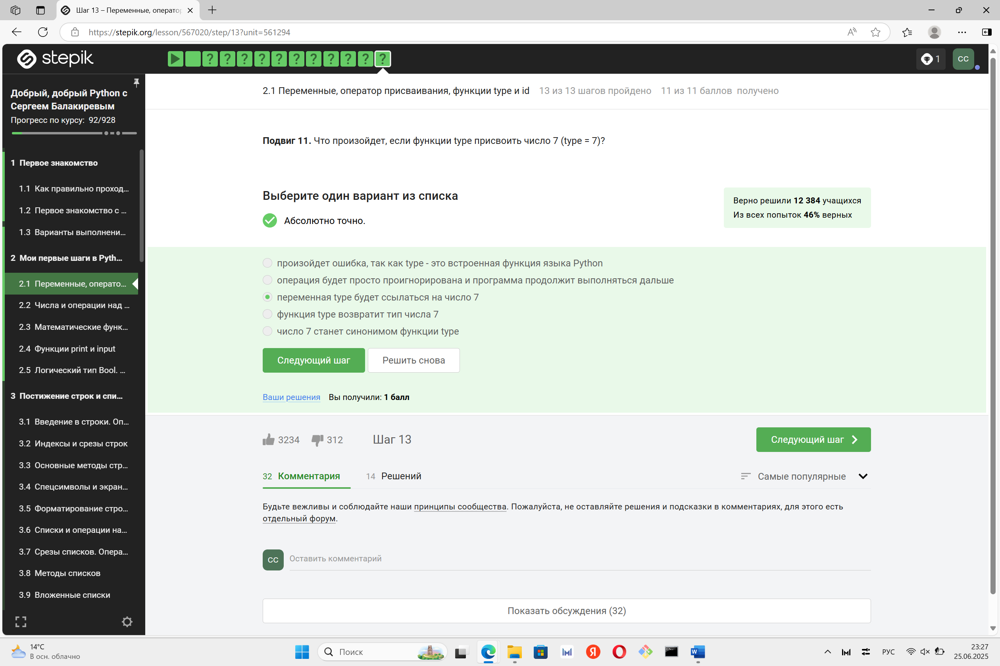 Шаг 13 – Переменные, оператор
https://stepik.org/lesson/567020/step/13?unit=561294
stepik
? ? ? ? ? ? ? ? ? ? ?
1
CC
Добрый, добрый Python с
Сергеем Балакиревым
Прогресс по курсу: 92/928
1 Первое знакомство
1.1 Как правильно проход...
1.2 Первое знакомство с ...
1.3 Варианты выполнени...
2 Мои первые шаги в Pyth...
2.1 Переменные, операто...
2.2 Числа и операции над ...
2.3 Математические функ...
2.4 Функции print и input
2.5 Логический тип Bool. ...
3 Постижение строк и спи...
3.1 Введение в строки. Оп...
3.2 Индексы и срезы строк
3.3 Основные методы стр...
3.4 Спецсимволы и экран...
3.5 Форматирование стро...
3.6 Списки и операции на...
3.7 Срезы списков. Опера...
3.8 Методы списков
3.9 Вложенные списки
2.1 Переменные, оператор присваивания, функции type и id 13 из 13 шагов пройдено 11 из 11 баллов получено
Подвиг 11. Что произойдет, если функции type присвоить число 7 (type = 7)?
Выберите один вариант из списка
Абсолютно точно.
Верно решили 12 384 учащихся
Из всех попыток 46% верных
произойдет ошибка, так как type - это встроенная функция языка Python
операция будет просто проигнорирована и программа продолжит выполняться дальше
переменная type будет ссылаться на число 7
функция type возвратит тип числа 7
число 7 станет синонимом функции type
Следующий шаг Решить снова
Ваши решения Вы получили: 1 балл
3234 312 Шаг 13
Следующий шаг
32 Комментария 14 Решений
Самые популярные
Будьте вежливы и соблюдайте наши принципы сообщества. Пожалуйста, не оставляйте решения и подсказки в комментариях, для этого есть
отдельный форум.
CC Оставить комментарий
Показать обсуждения (32)
14°C
В осн. облачно
Поиск
РУС
23:27
25.06.2025